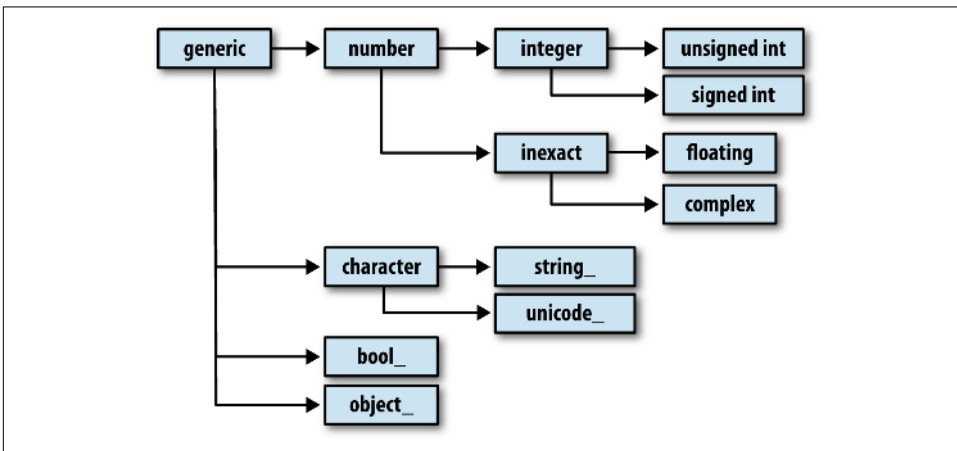 generic
number
integer
unsigned int
signed int
inexact
floating
complex
character
string_
unicode_
bool_
object_